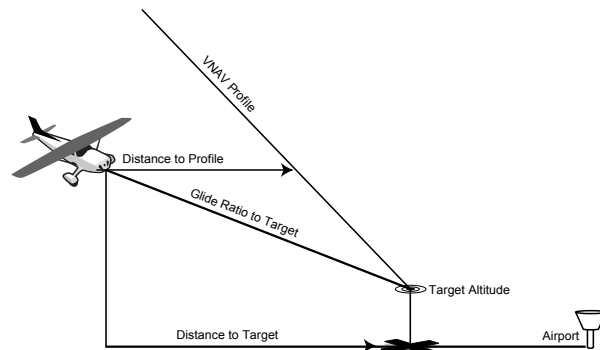 VNAV Profile
Distance to Profile
Glide Ratio to Target
Target Altitude
Distance to Target
Airport